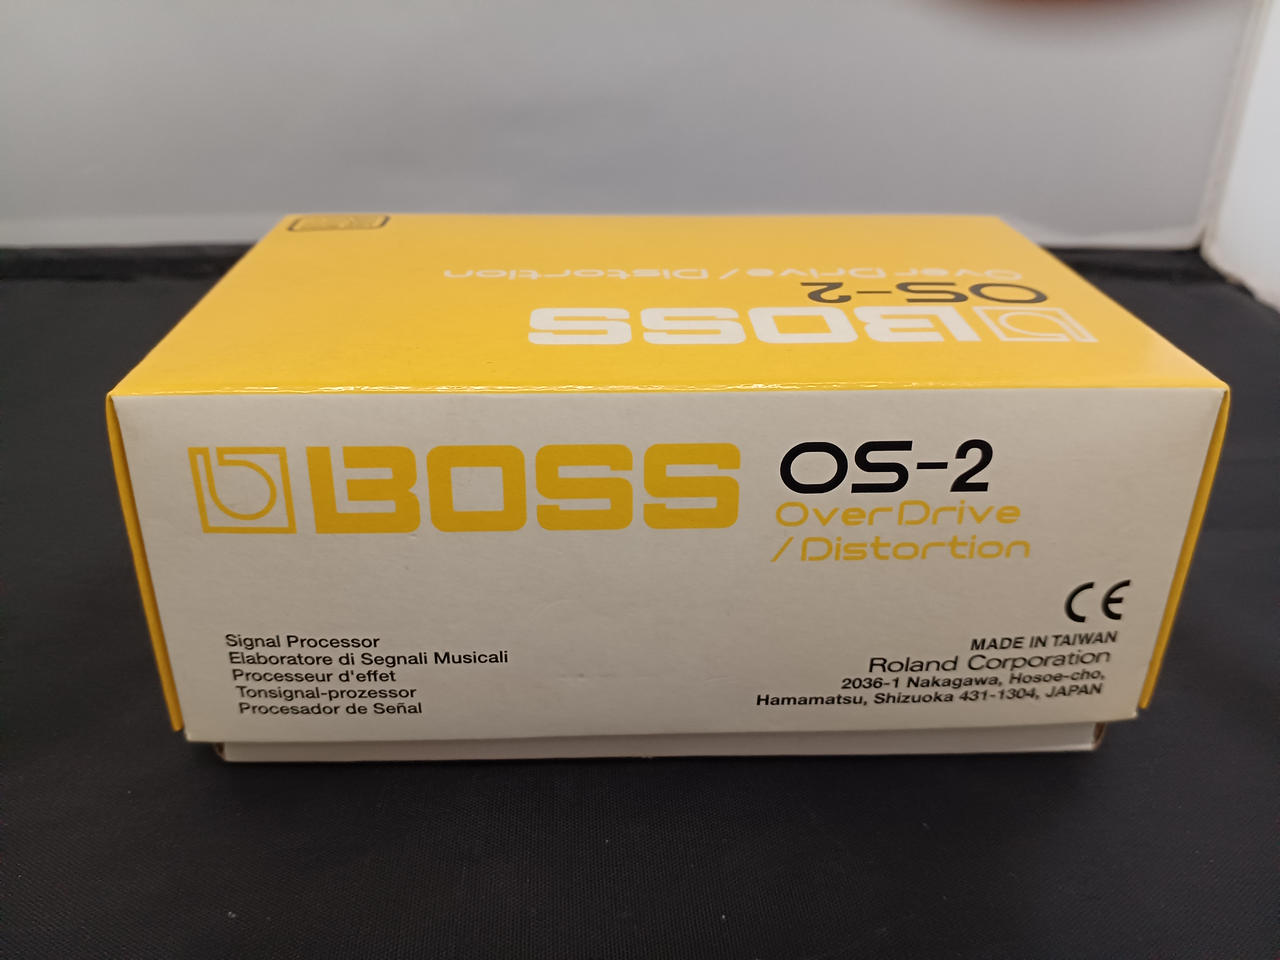 OverDrive/Distortion
OS-2
BOSS
BOSS
OS-2
OverDrive
/Distortion
CE
Signal Processor
Elaboratore di Segnali Musicali
Processeur d'effet
Tonsignal-prozessor
Procesador de Señal
MADE IN TAIWAN
Roland Corporation
2036-1 Nakagawa, Hosoe-cho,
Hamamatsu, Shizuoka 431-1304, JAPAN